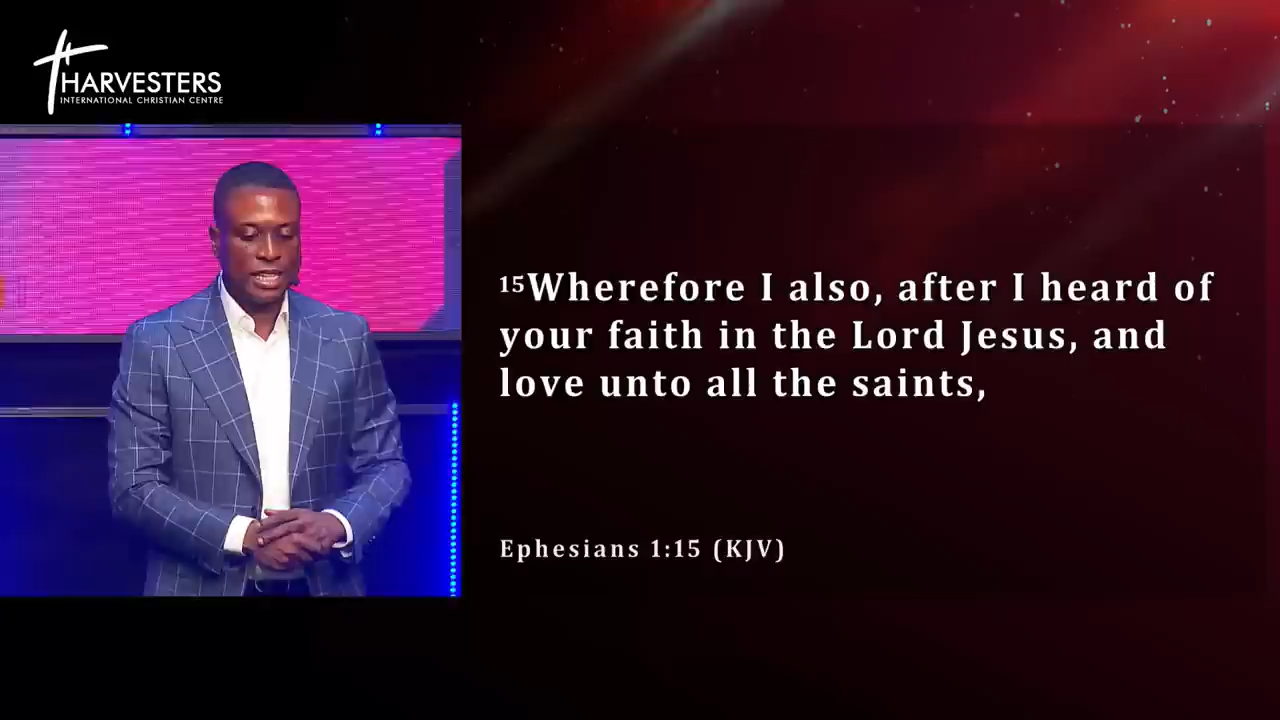 HARVESTERS
INTERNATIONAL CHRISTIAN CENTRE
15Wherefore I also, after I heard of
your faith in the Lord Jesus, and
love unto all the saints,
Ephesians 1:15 (KJV)